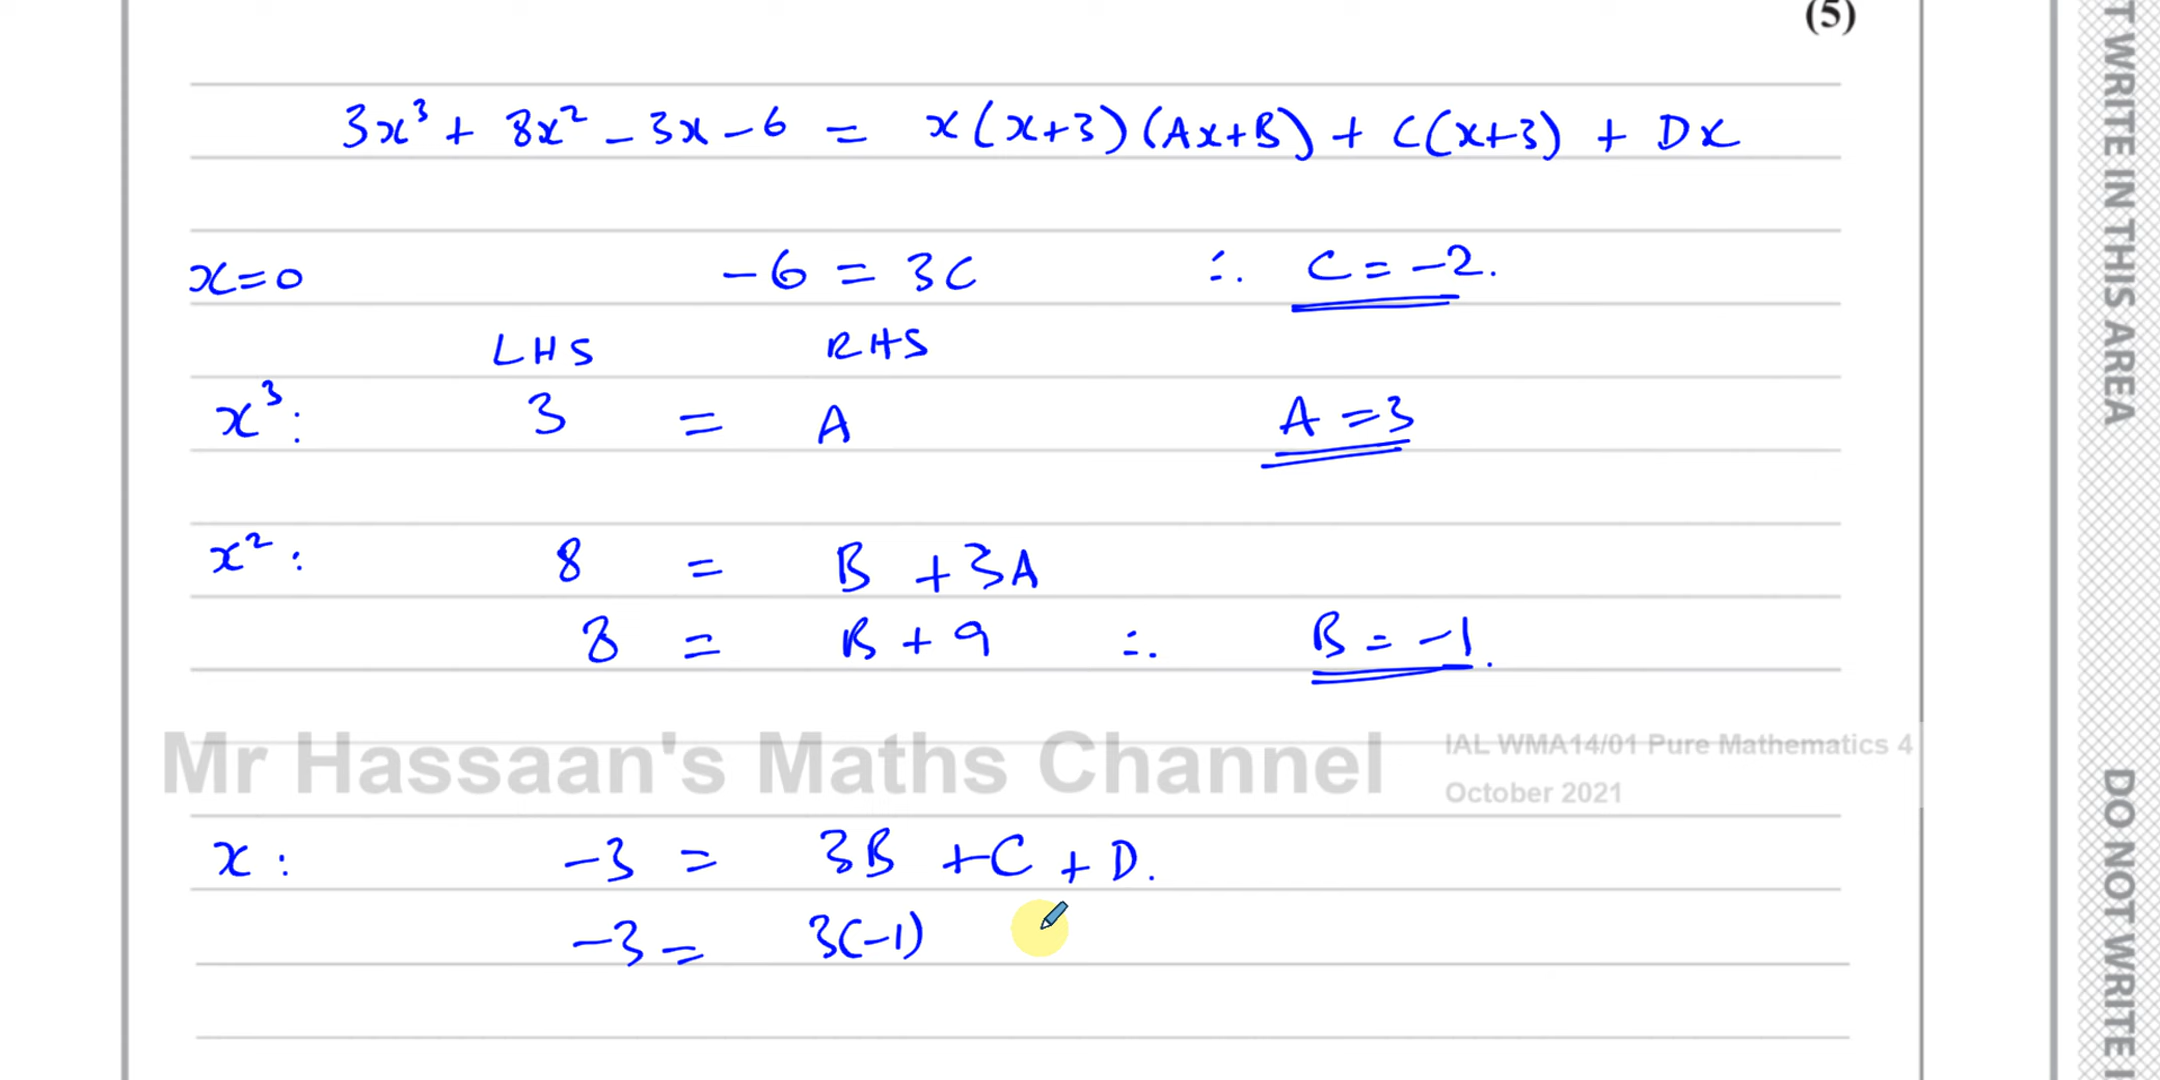 (5)
3x³ + 8x² - 3x - 6 = x(x+3)(Ax+B) + C(x+3) + Dx
x=0 -6 = 3C ∴ C = -2.
LHS RHS
x³: 3 = A A = 3
x²: 8 = B + 3A
8 = B + 9 ∴ B = -1.
Mr Hassaan's Maths Channel
IAL WMA14/01 Pure Mathematics 4
October 2021
x: -3 = 3B + C + D.
-3 = 3(-1)
T WRITE IN THIS AREA
DO NOT WRITE I